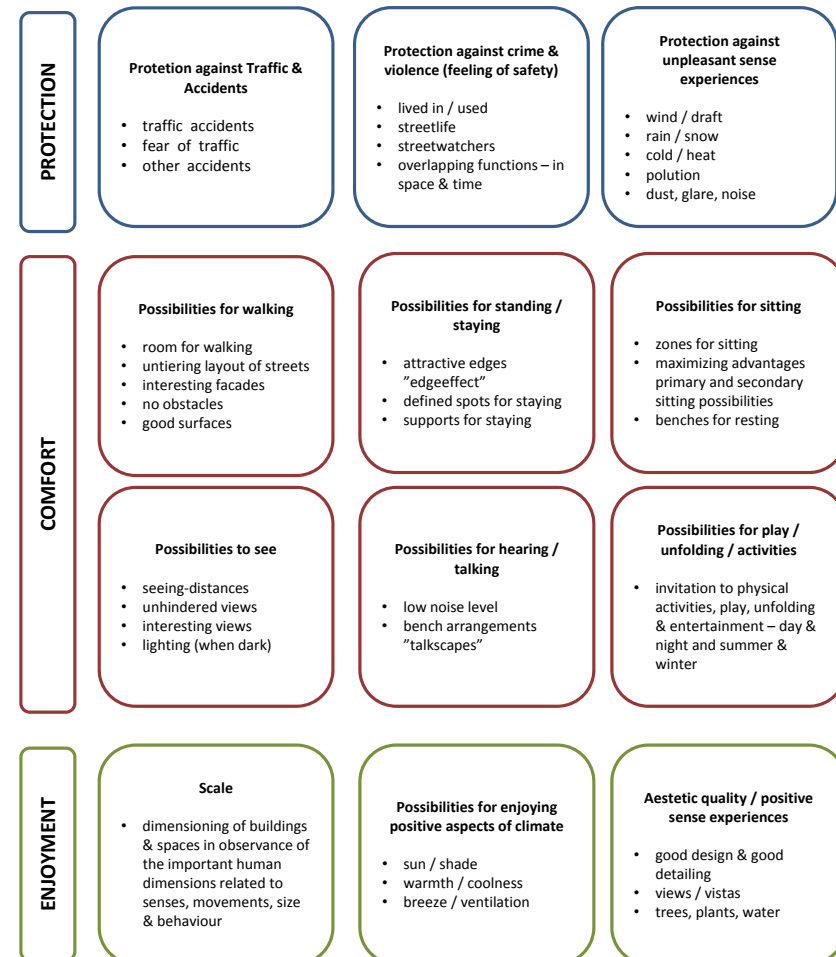 PROTECTION
Protetion against Traffic &
Accidents
• traffic accidents
• fear of traffic
• other accidents
Protection against crime &
violence (feeling of safety)
• lived in / used
• streetlife
• streetwatchers
• overlapping functions – in
space & time
Protection against
unpleasant sense
experiences
• wind / draft
• rain / snow
• cold / heat
• polution
• dust, glare, noise
COMFORT
Possibilities for walking
• room for walking
• untiering layout of streets
• interesting facades
• no obstacles
• good surfaces
Possibilities for standing /
staying
• attractive edges
”edgeeffect”
• defined spots for staying
• supports for staying
Possibilities for sitting
• zones for sitting
• maximizing advantages
primary and secondary
sitting possibilities
• benches for resting
Possibilities to see
• seeing-distances
• unhindered views
• interesting views
• lighting (when dark)
Possibilities for hearing /
talking
• low noise level
• bench arrangements
”talkscapes”
Possibilities for play /
unfolding / activities
• invitation to physical
activities, play, unfolding
& entertainment – day &
night and summer &
winter
ENJOYMENT
Scale
• dimensioning of buildings
& spaces in observance of
the important human
dimensions related to
senses, movements, size
& behaviour
Possibilities for enjoying
positive aspects of climate
• sun / shade
• warmth / coolness
• breeze / ventilation
Aestetic quality / positive
sense experiences
• good design & good
detailing
• views / vistas
• trees, plants, water